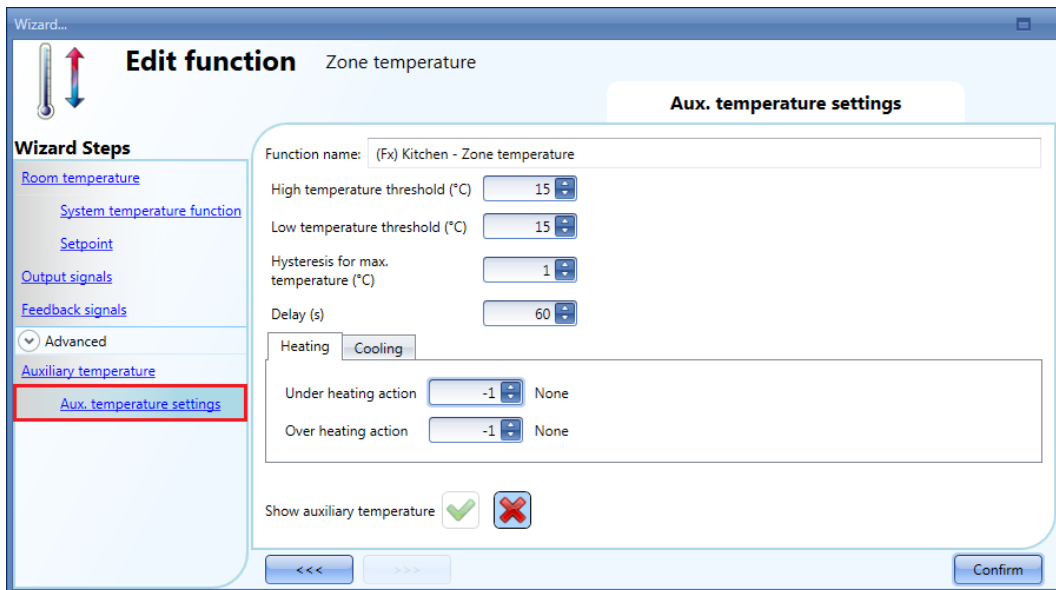 Wizard...
Edit function Zone temperature
Aux. temperature settings
Wizard Steps
Room temperature
System temperature function
Setpoint
Output signals
Feedback signals
Advanced
Auxiliary temperature
Aux. temperature settings
Function name: (Fx) Kitchen - Zone temperature
High temperature threshold (°C) 15
Low temperature threshold (°C) 15
Hysteresis for max.
temperature (°C) 1
Delay (s) 60
Heating Cooling
Under heating action -1 None
Over heating action -1 None
Show auxiliary temperature
<<< >>> Confirm